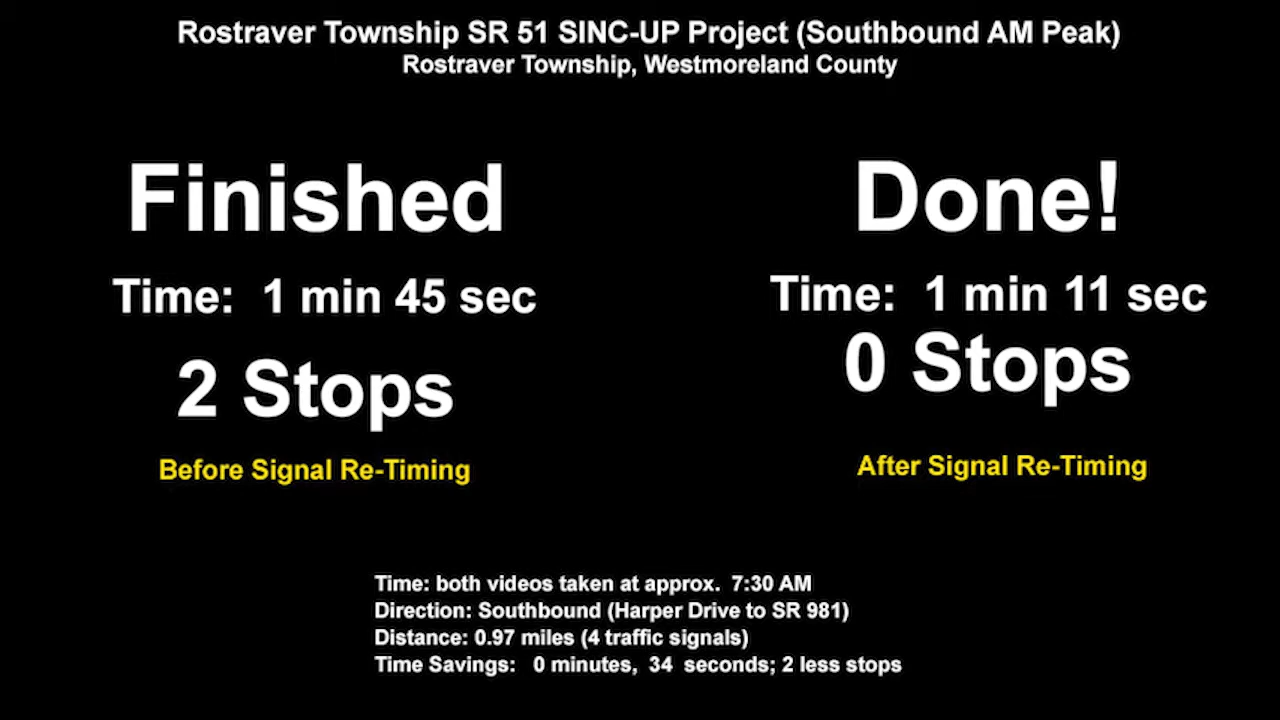 Rostraver Township SR 51 SINC-UP Project (Southbound AM Peak)
Rostraver Township, Westmoreland County
Finished
Time: 1 min 45 sec
2 Stops
Before Signal Re-Timing
Done!
Time: 1 min 11 sec
0 Stops
After Signal Re-Timing
Time: both videos taken at approx. 7:30 AM
Direction: Southbound (Harper Drive to SR 981)
Distance: 0.97 miles (4 traffic signals)
Time Savings: 0 minutes, 34 seconds; 2 less stops